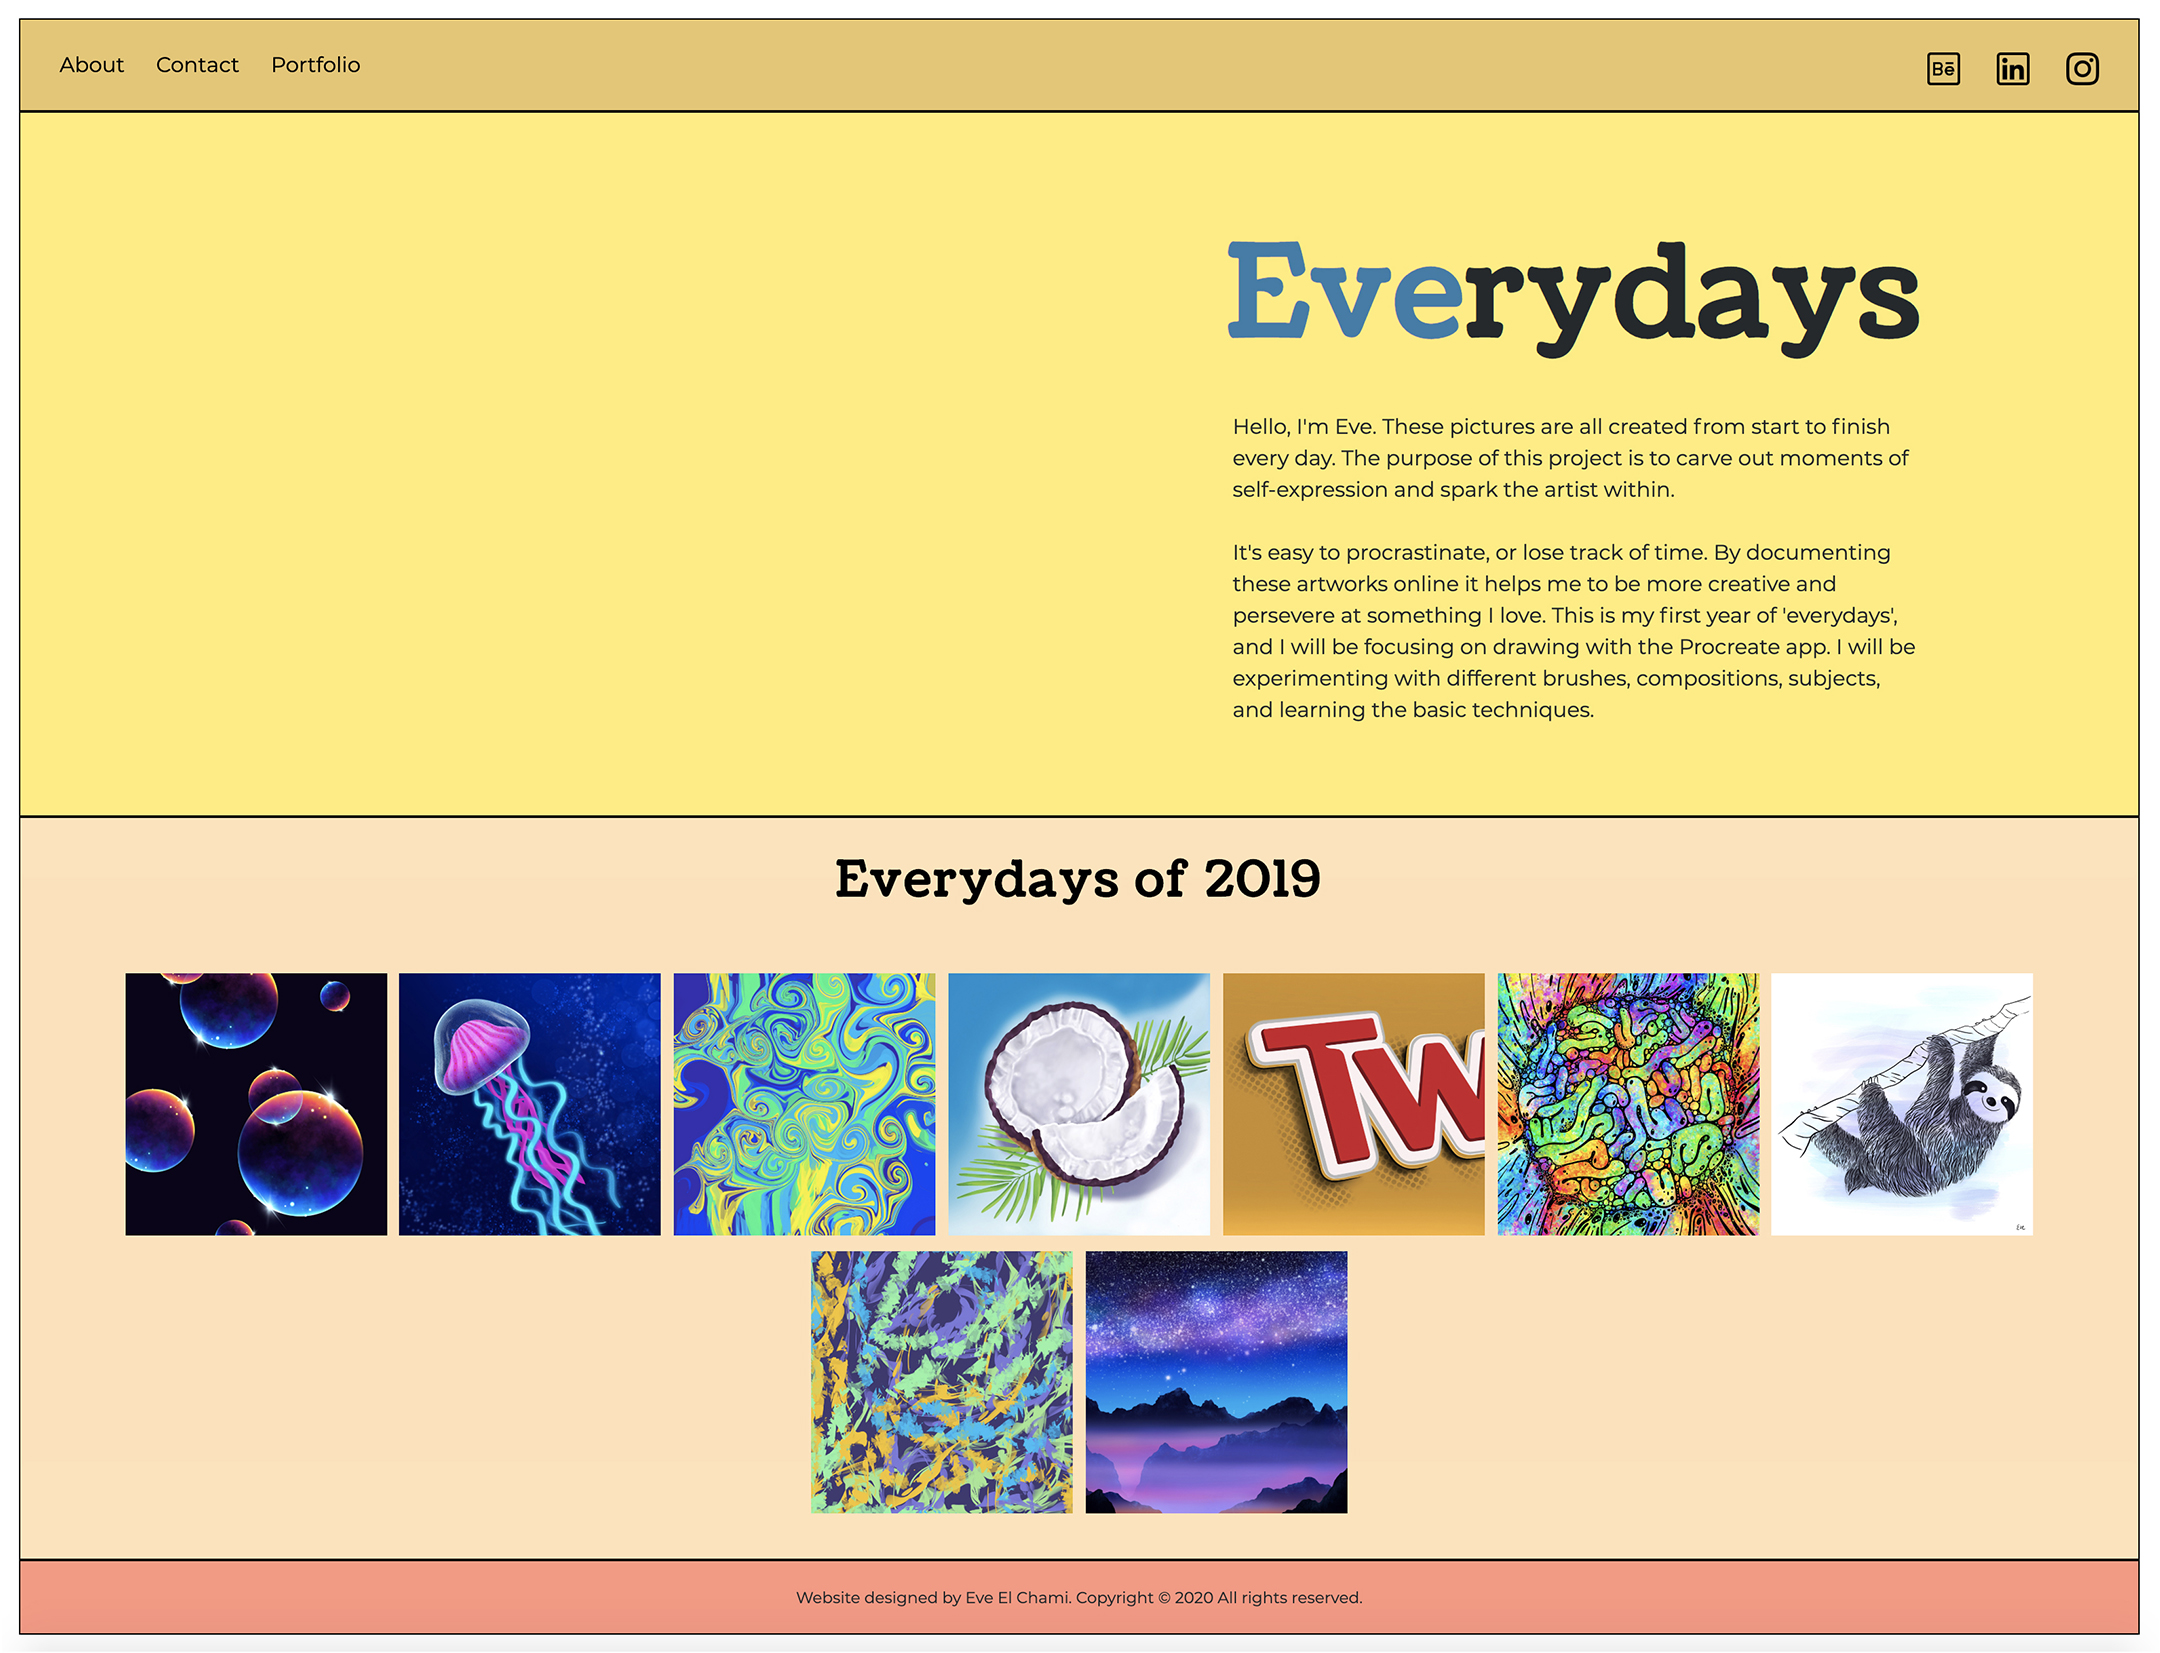 About Contact Portfolio
Bē in
Everydays
Hello, I'm Eve. These pictures are all created from start to finish
every day. The purpose of this project is to carve out moments of
self-expression and spark the artist within.
It's easy to procrastinate, or lose track of time. By documenting
these artworks online it helps me to be more creative and
persevere at something I love. This is my first year of 'everydays',
and I will be focusing on drawing with the Procreate app. I will be
experimenting with different brushes, compositions, subjects,
and learning the basic techniques.
Everydays of 2019
Tw
Eve
Website designed by Eve El Chami. Copyright © 2020 All rights reserved.